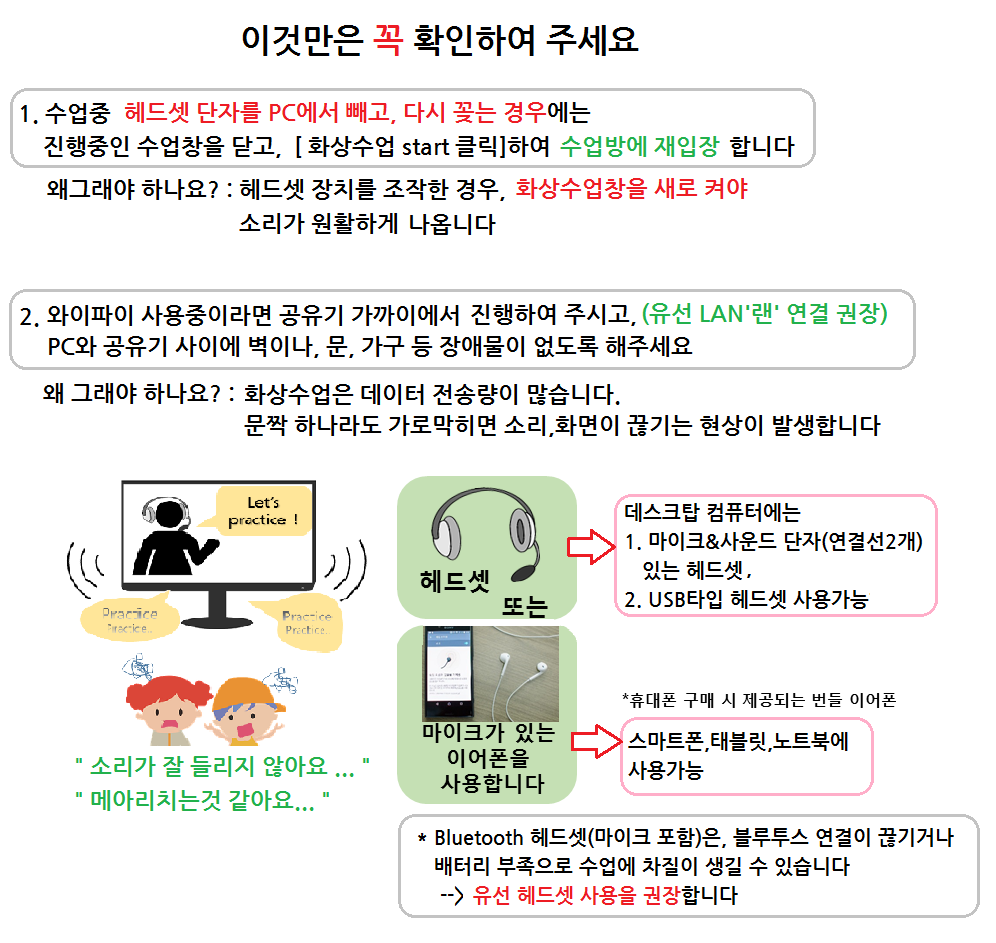 이것만은 꼭 확인하여 주세요
1. 수업중 헤드셋 단자를 PC에서 빼고, 다시 꽂는 경우에는
진행중인 수업창을 닫고, [ 화상수업 start 클릭]하여 수업방에 재입장 합니다
왜그래야 하나요? : 헤드셋 장치를 조작한 경우, 화상수업창을 새로 켜야
소리가 원활하게 나옵니다
2. 와이파이 사용중이라면 공유기 가까이에서 진행하여 주시고, (유선 LAN'랜' 연결 권장)
PC와 공유기 사이에 벽이나, 문, 가구 등 장애물이 없도록 해주세요
왜 그래야 하나요? : 화상수업은 데이터 전송량이 많습니다.
문짝 하나라도 가로막히면 소리,화면이 끊기는 현상이 발생합니다
Let's
practice !
Practice
Practice..
Practice
Practice.
" 소리가 잘 들리지 않아요 ... "
" 메아리치는것 같아요... "
헤드셋
또는
마이크가 있는
이어폰을
사용합니다
데스크탑 컴퓨터에는
1. 마이크&사운드 단자(연결선2개)
있는 헤드셋,
2. USB타입 헤드셋 사용가능
*휴대폰 구매 시 제공되는 번들 이어폰
스마트폰,태블릿,노트북에
사용가능
* Bluetooth 헤드셋(마이크 포함)은, 블루투스 연결이 끊기거나
배터리 부족으로 수업에 차질이 생길 수 있습니다
--> 유선 헤드셋 사용을 권장합니다